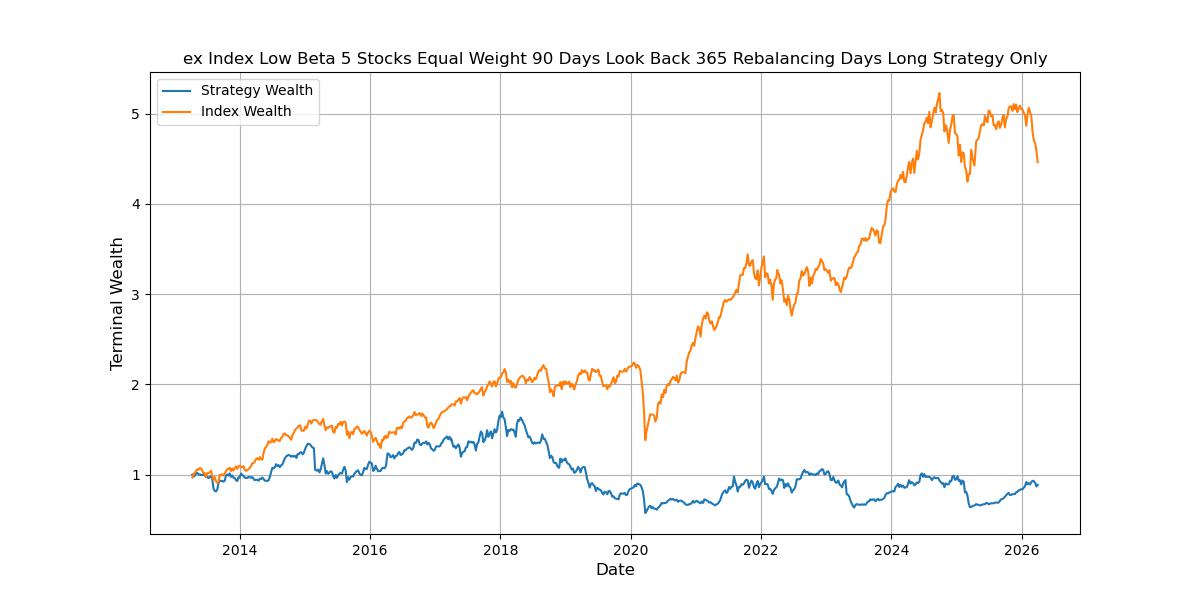 ex Index Low Beta 5 Stocks Equal Weight 90 Days Look Back 365 Rebalancing Days Long Strategy Only
Strategy Wealth
Index Wealth
Terminal Wealth
5
4
3
2
1
2014 2016 2018 2020 2022 2024 2026
Date